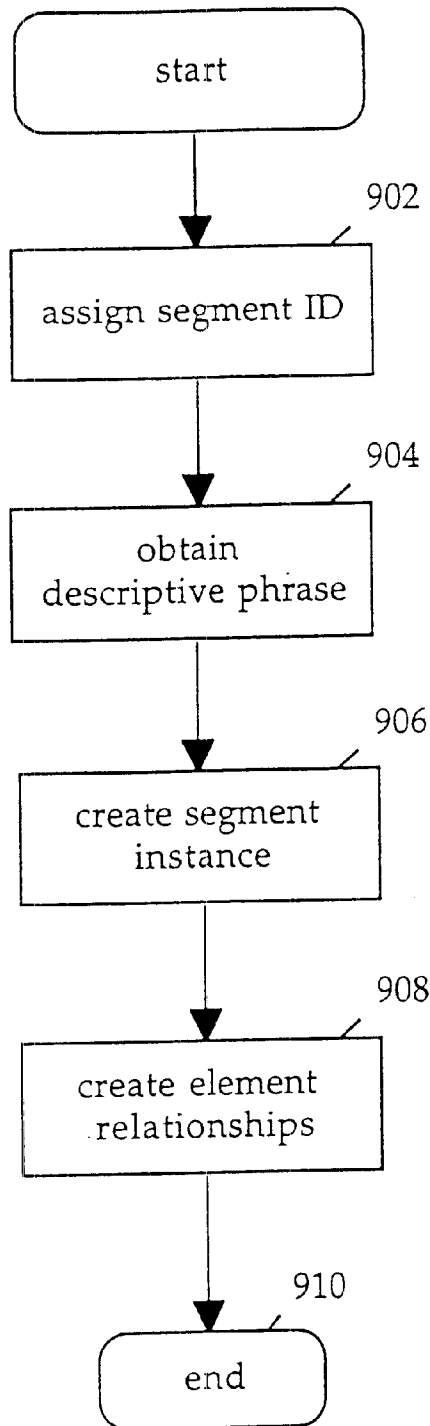 start
902
assign segment ID
904
obtain
descriptive phrase
906
create segment
instance
908
create element
relationships
910
end